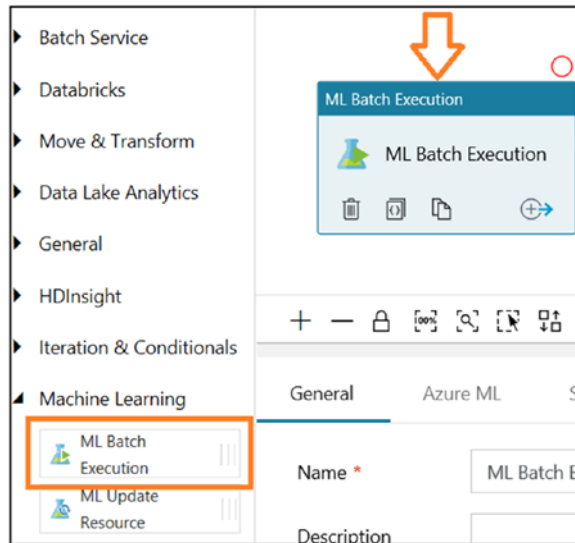 Batch Service
Databricks
Move & Transform
Data Lake Analytics
General
HDInsight
Iteration & Conditionals
Machine Learning
ML Batch
Execution
ML Update
Resource
ML Batch Execution
ML Batch Execution
100%
General
Azure ML
S
Name *
ML Batch E
Description